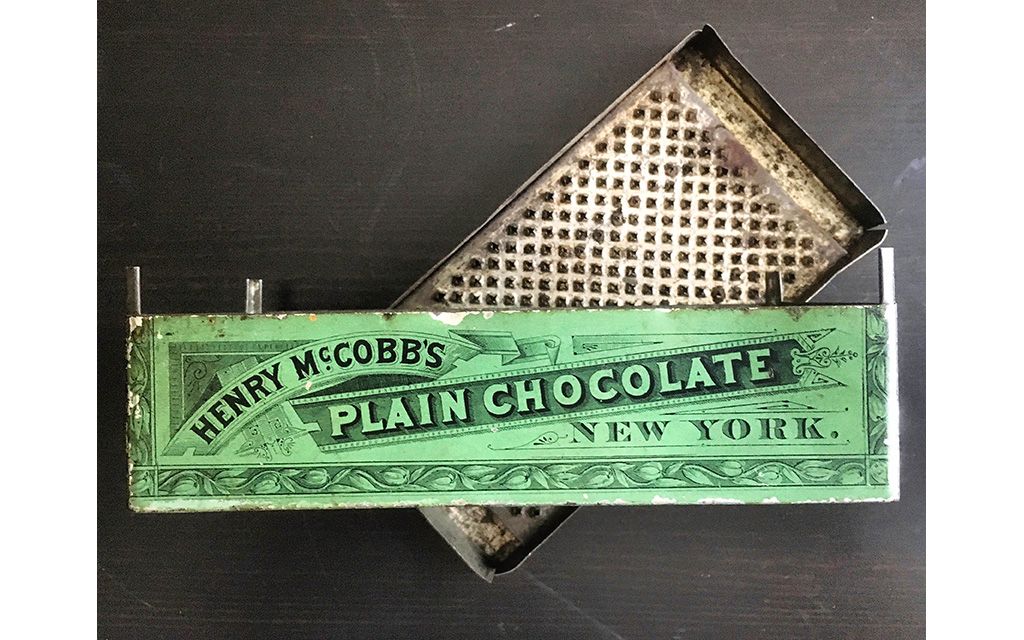 HENRY McCOBB'S
PLAIN CHOCOLATE
NEW YORK.